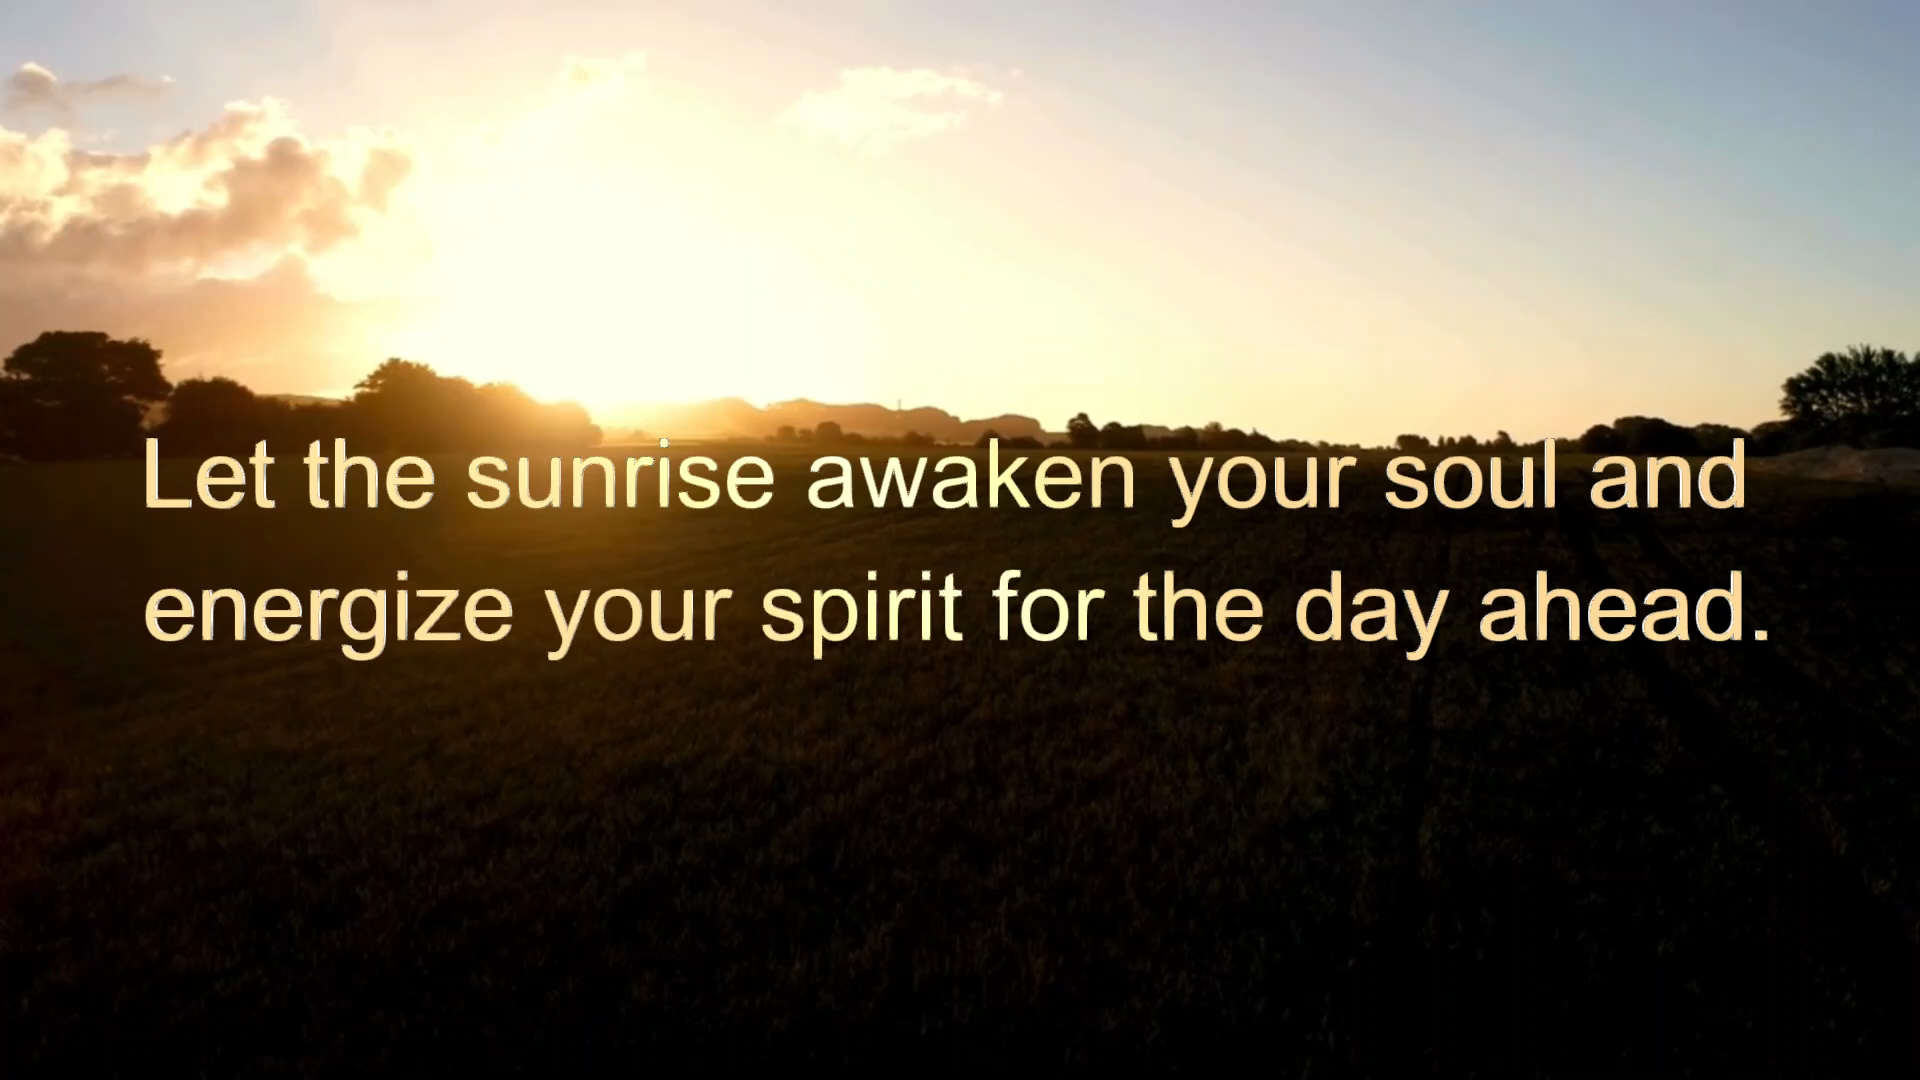 Let the sunrise awaken your soul and
energize your spirit for the day ahead.